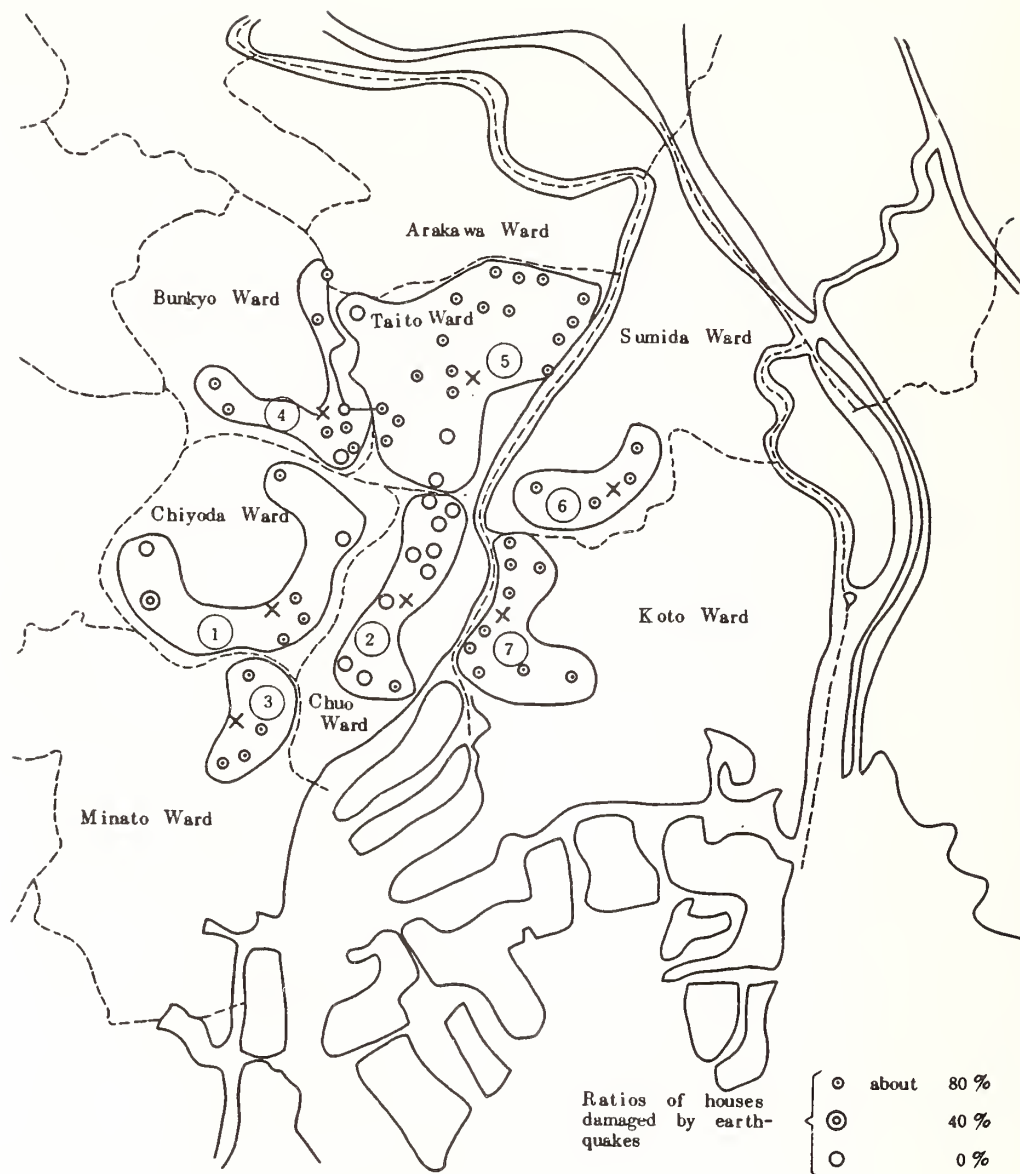 Arakawa Ward
Bunkyo Ward
Taito Ward
Sumida Ward
5
4
Chiyoda Ward
6
Koto Ward
1
2
7
3
Chuo
Ward
Minato Ward
Ratios of houses
damaged by earth-
quakes
about 80 %
40 %
0 %